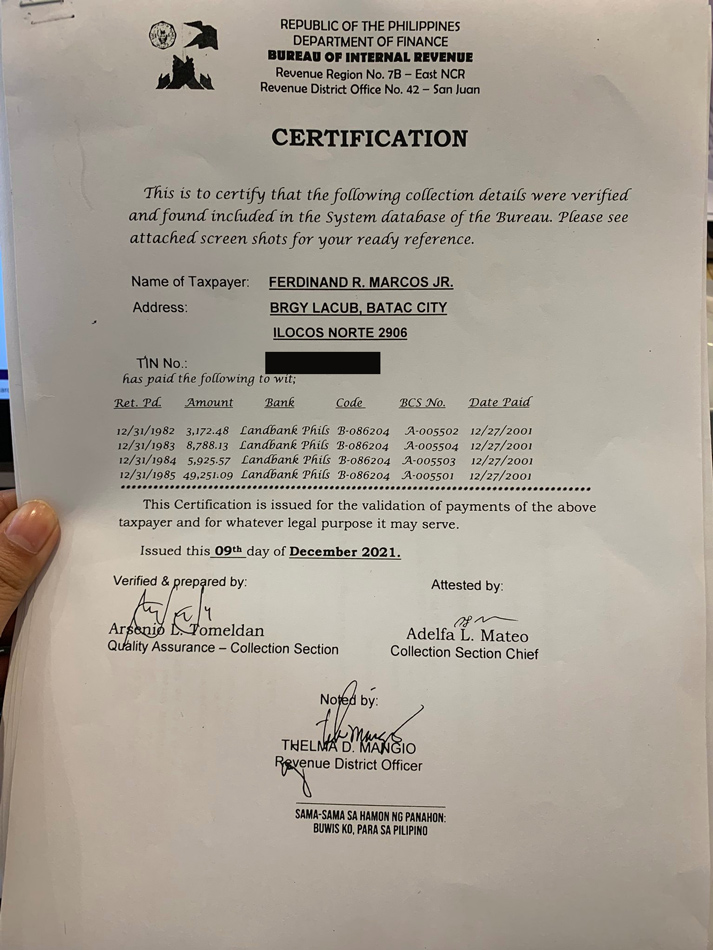 REPUBLIC OF THE PHILIPPINES
DEPARTMENT OF FINANCE
BUREAU OF INTERNAL REVENUE
Revenue Region No. 7B – East NCR
Revenue District Office No. 42 – San Juan
CERTIFICATION
This is to certify that the following collection details were verified
and found included in the System database of the Bureau. Please see
attached screen shots for your ready reference.
Name of Taxpayer: FERDINAND R. MARCOS JR.
Address: BRGY LACUB, BATAC CITY
ILOCOS NORTE 2906
TIN No.:
has paid the following to wit;
Ret. Pd. Amount Bank Code BCS No. Date Paid
12/31/1982 3,172.48 Landbank Phils B-086204 A-005502 12/27/2001
12/31/1983 8,788.13 Landbank Phils B-086204 A-005504 12/27/2001
12/31/1984 5,925.57 Landbank Phils B-086204 A-005503 12/27/2001
12/31/1985 49,251.09 Landbank Phils B-086204 A-005501 12/27/2001
This Certification is issued for the validation of payments of the above
taxpayer and for whatever legal purpose it may serve.
Issued this 09th day of December 2021.
Verified & prepared by: Attested by:
Arsenio L. Tomeldan Adelfa L. Mateo
Quality Assurance – Collection Section Collection Section Chief
Noted by:
THELMA D. MANGIO
Revenue District Officer
SAMA-SAMA SA HAMON NG PANAHON:
BUWIS KO, PARA SA PILIPINO